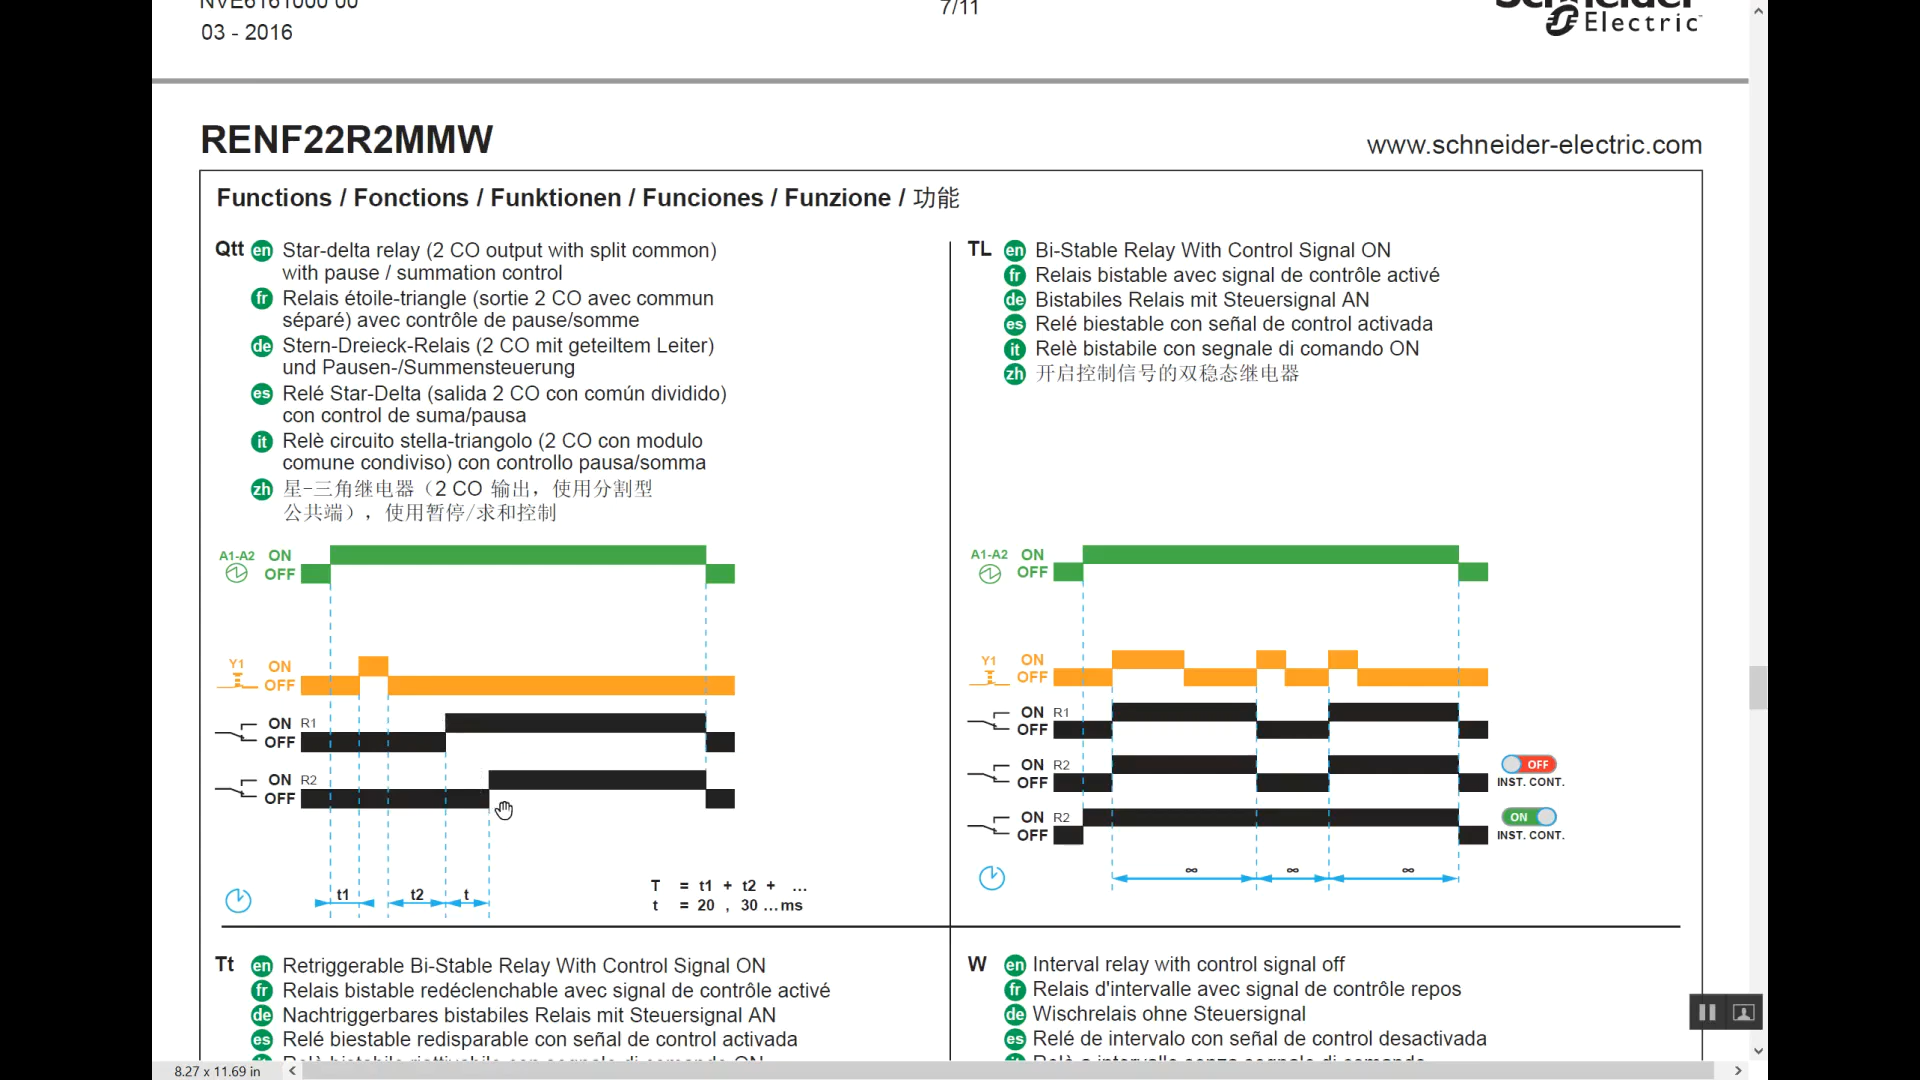 NVE6161000 00
7/11
Schneider
Electric
03 - 2016
RENF22R2MMW
www.schneider-electric.com
Functions / Fonctions / Funktionen / Funciones / Funzione / 功能
Qtt en Star-delta relay (2 CO output with split common)
with pause / summation control
fr Relais étoile-triangle (sortie 2 CO avec commun
séparé) avec contrôle de pause/somme
de Stern-Dreieck-Relais (2 CO mit geteiltem Leiter)
und Pausen-/Summensteuerung
es Relé Star-Delta (salida 2 CO con común dividido)
con control de suma/pausa
it Relè circuito stella-triangolo (2 CO con modulo
comune condiviso) con controllo pausa/somma
zh 星-三角继电器（2 CO 输出，使用分割型
公共端），使用暂停/求和控制
A1-A2 ON
OFF
Y1 ON
OFF
ON R1
OFF
ON R2
OFF
t1 t2 t
T = t1 + t2 + ...
t = 20 , 30 ...ms
TL en Bi-Stable Relay With Control Signal ON
fr Relais bistable avec signal de contrôle activé
de Bistabiles Relais mit Steuersignal AN
es Relé biestable con señal de control activada
it Relè bistabile con segnale di comando ON
zh 开启控制信号的双稳态继电器
A1-A2 ON
OFF
Y1 ON
OFF
ON R1
OFF
ON R2
OFF
OFF
INST. CONT.
ON R2
OFF
ON
INST. CONT.
∞ ∞ ∞
Tt en Retriggerable Bi-Stable Relay With Control Signal ON
fr Relais bistable redéclenchable avec signal de contrôle activé
de Nachtriggerbares bistabiles Relais mit Steuersignal AN
es Relé biestable redisparable con señal de control activada
W en Interval relay with control signal off
fr Relais d'intervalle avec signal de contrôle repos
de Wischrelais ohne Steuersignal
es Relé de intervalo con señal de control desactivada
8.27 x 11.69 in